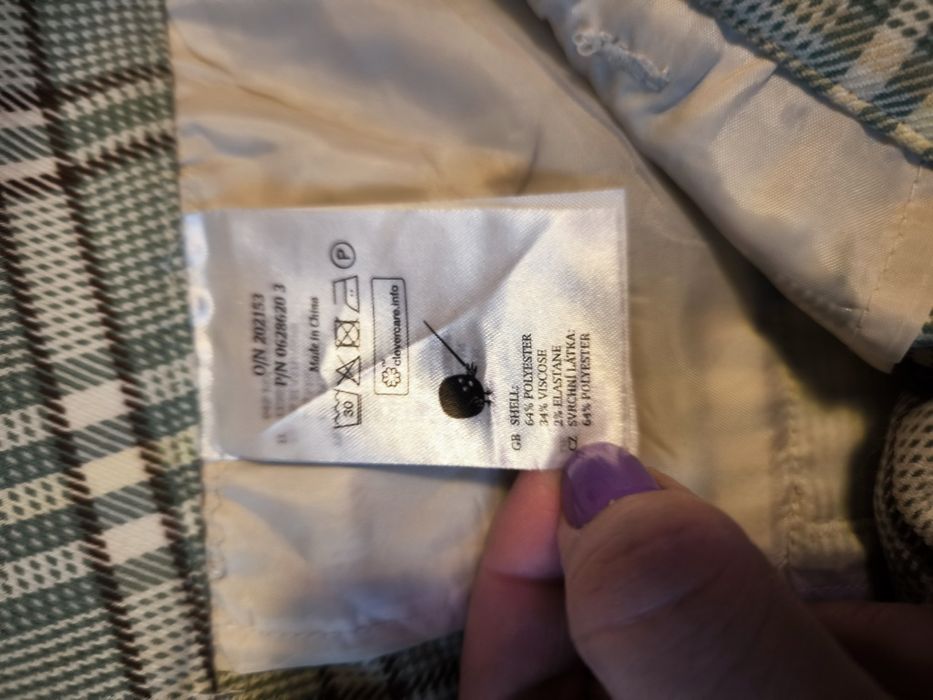 O/N 202153
P/N 0628620 3
Made in China
30
P
clevercare.info
GB SHELL:
64% POLYESTER
34% VISCOSE
2% ELASTANE
CZ SVRCHNÍ LÁTKA:
64% POLYESTER